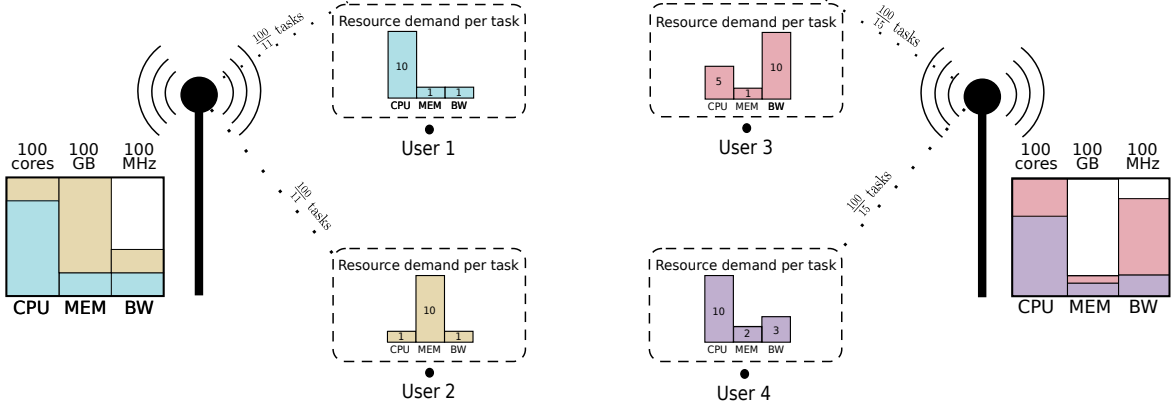 100 cores
100 GB
100 MHz
CPU MEM BW
100/11 tasks
Resource demand per task
10
1
1
CPU MEM BW
User 1
100/11 tasks
Resource demand per task
1
10
1
CPU MEM BW
User 2
100/15 tasks
Resource demand per task
5
1
10
CPU MEM BW
User 3
100/15 tasks
Resource demand per task
10
2
3
CPU MEM BW
User 4
100 cores
100 GB
100 MHz
CPU MEM BW